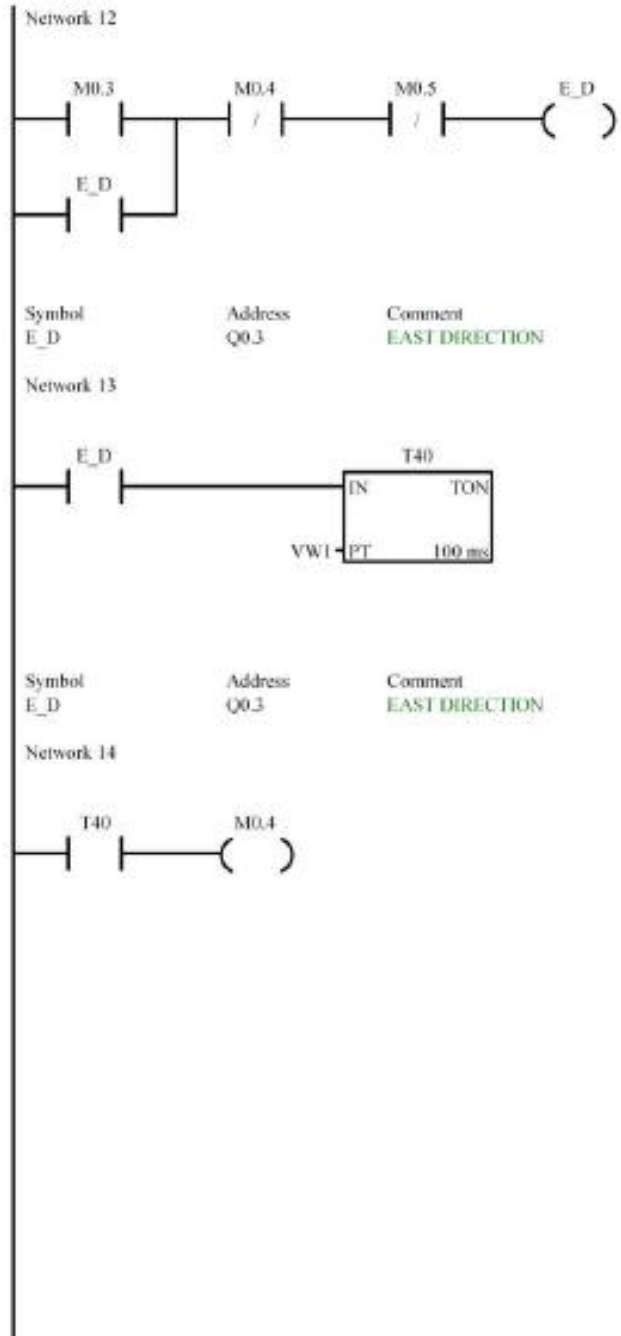 Network 12
M0.3 M0.4 M0.5 E_D
/ /
E_D
Symbol Address Comment
E_D Q0.3 EAST DIRECTION
Network 13
E_D T40
IN TON
VW1 PT 100 ms
Symbol Address Comment
E_D Q0.3 EAST DIRECTION
Network 14
T40 M0.4